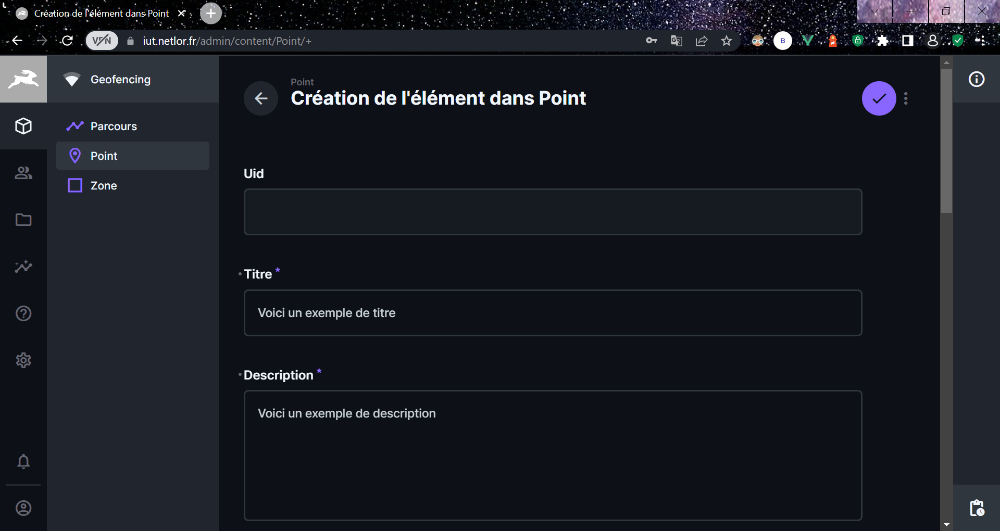 Création de l'élément dans Point
VPN
iut.netlor.fr/admin/content/Point/+
B
Geofencing
Parcours
Point
Zone
Point
Création de l'élément dans Point
Uid
Titre *
Voici un exemple de titre
Description *
Voici un exemple de description